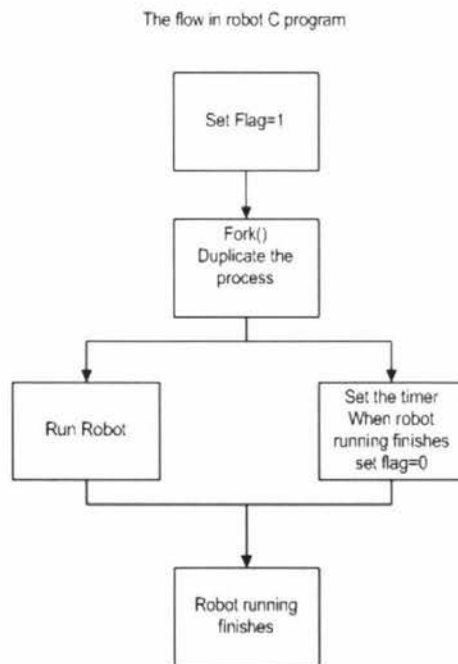 The flow in robot C program
Set Flag=1
Fork()
Duplicate the
process
Run Robot
Set the timer
When robot
running finishes
set flag=0
Robot running
finishes